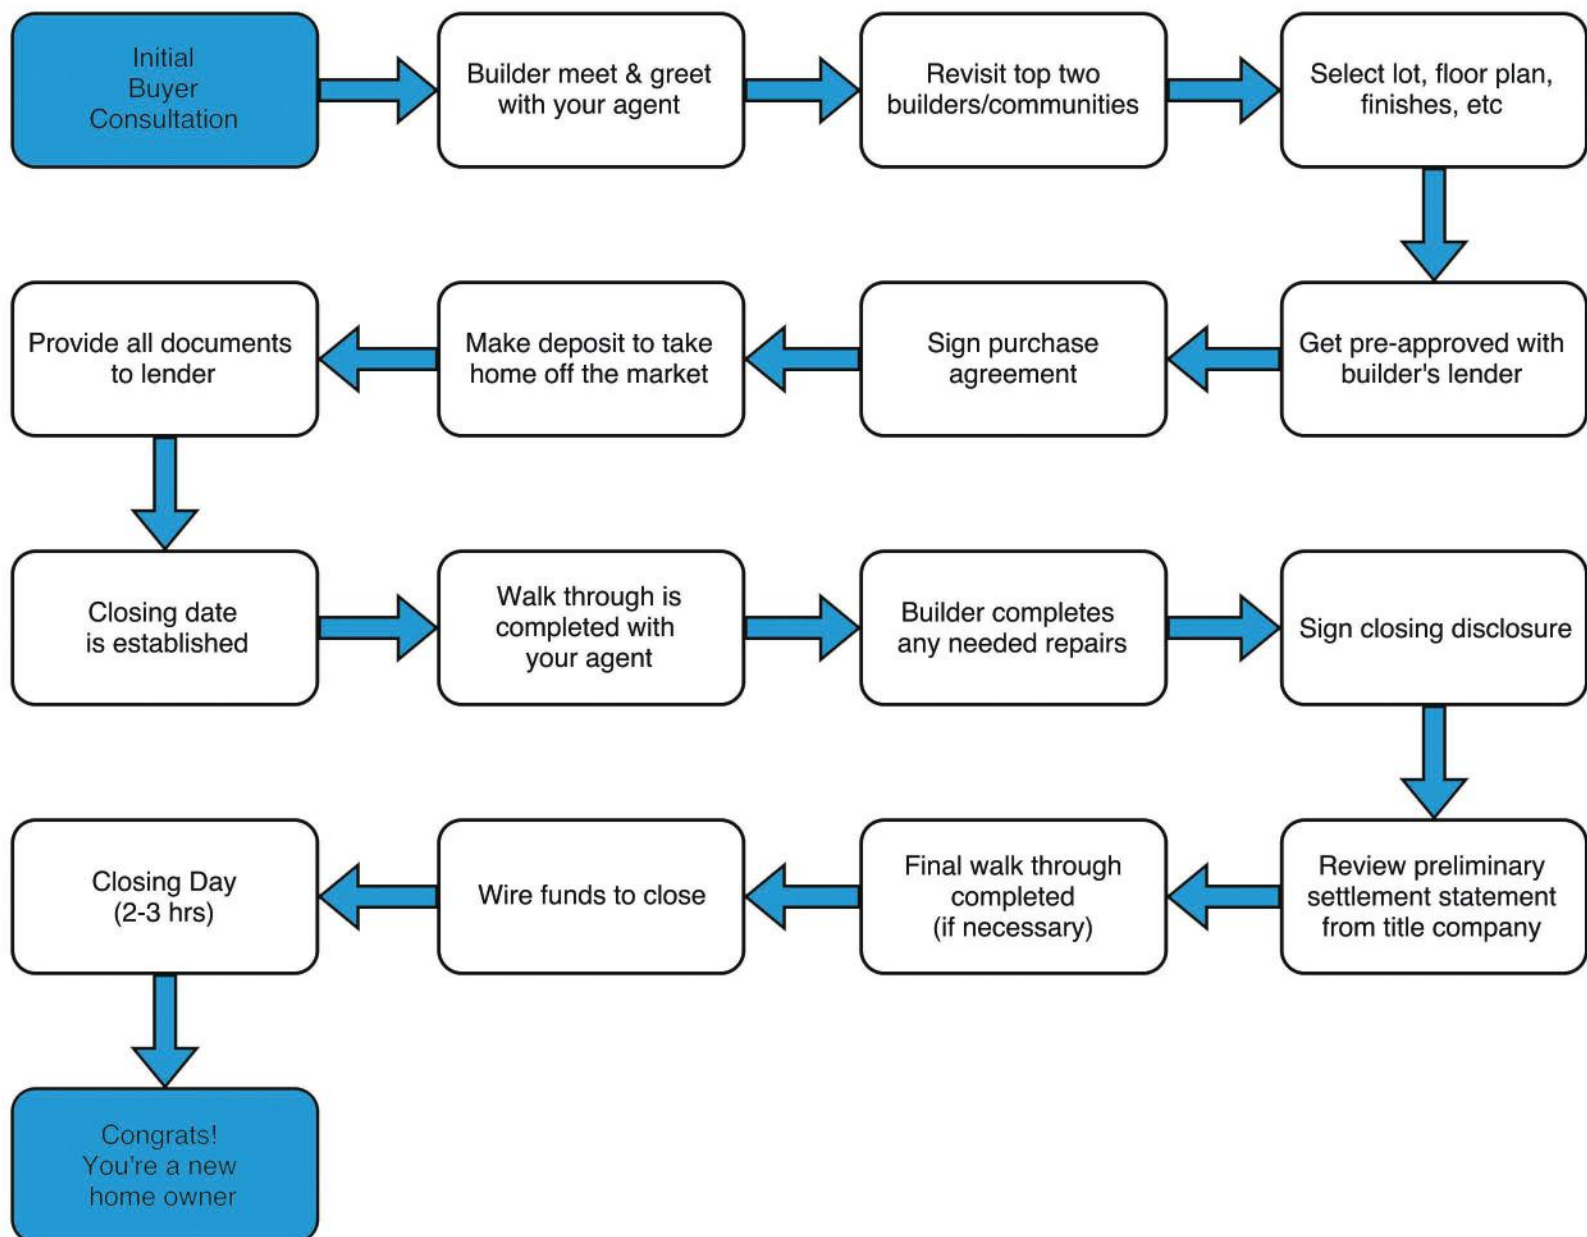 Initial
Buyer
Consultation
Builder meet & greet
with your agent
Revisit top two
builders/communities
Select lot, floor plan,
finishes, etc
Get pre-approved with
builder's lender
Sign purchase
agreement
Make deposit to take
home off the market
Provide all documents
to lender
Closing date
is established
Walk through is
completed with
your agent
Builder completes
any needed repairs
Sign closing disclosure
Review preliminary
settlement statement
from title company
Final walk through
completed
(if necessary)
Wire funds to close
Closing Day
(2-3 hrs)
Congrats!
You're a new
home owner